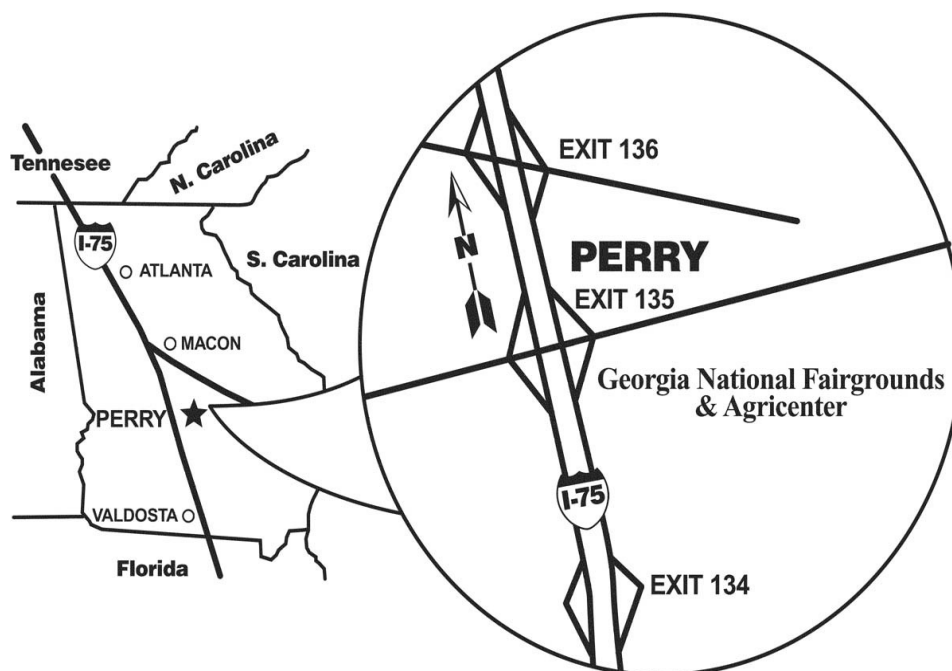 Tennessee
N. Carolina
I-75
ATLANTA
S. Carolina
Alabama
MACON
PERRY
VALDOSTA
Florida
EXIT 136
N
PERRY
EXIT 135
Georgia National Fairgrounds
& Agricenter
I-75
EXIT 134